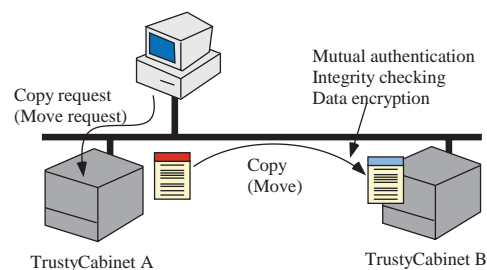 Mutual authentication
Integrity checking
Data encryption
Copy request
(Move request)
Copy
(Move)
TrustyCabinet A
TrustyCabinet B